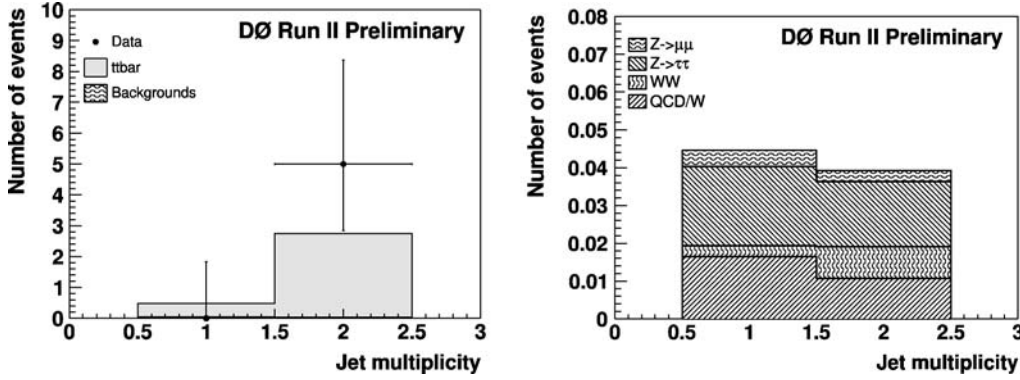 DØ Run II Preliminary
Data
ttbar
Backgrounds
Number of events
10
9
8
7
6
5
4
3
2
1
0
0 0.5 1 1.5 2 2.5 3
Jet multiplicity
DØ Run II Preliminary
Z->μμ
Z->ττ
WW
QCD/W
Number of events
0.08
0.07
0.06
0.05
0.04
0.03
0.02
0.01
0
0 0.5 1 1.5 2 2.5 3
Jet multiplicity